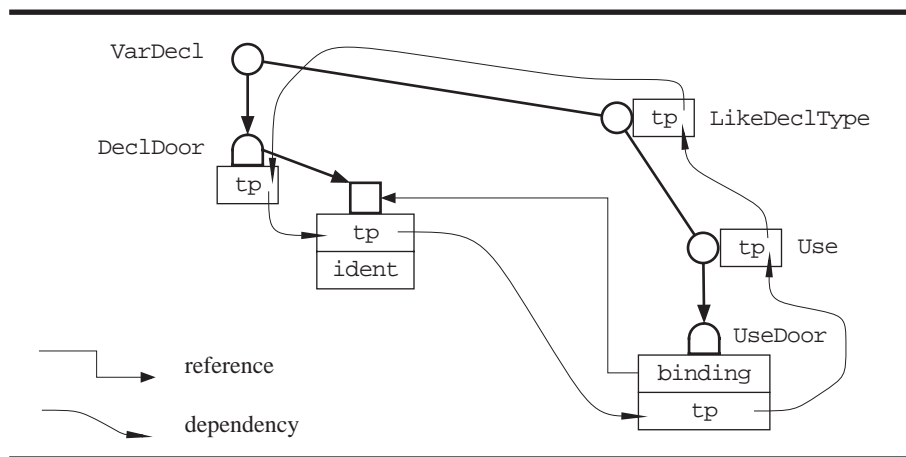 VarDecl
tp
LikeDeclType
DeclDoor
tp
tp
ident
tp
Use
UseDoor
binding
tp
reference
dependency